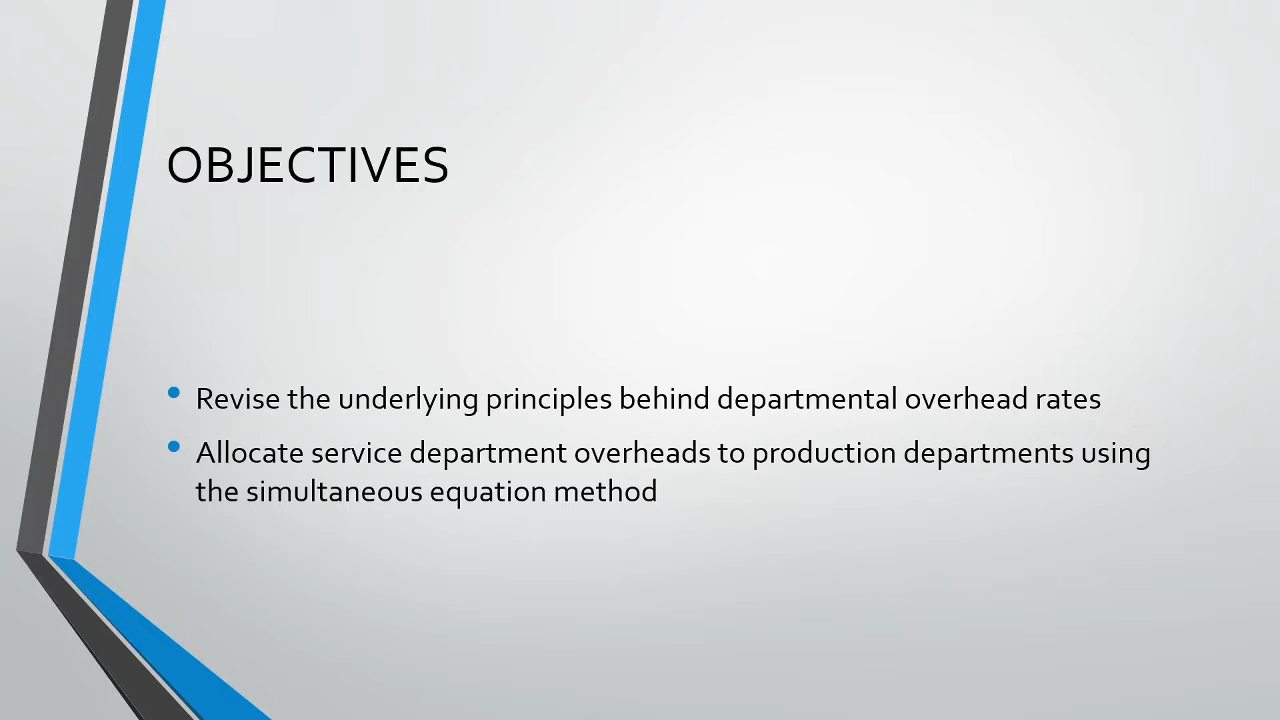 OBJECTIVES
• Revise the underlying principles behind departmental overhead rates
• Allocate service department overheads to production departments using
the simultaneous equation method